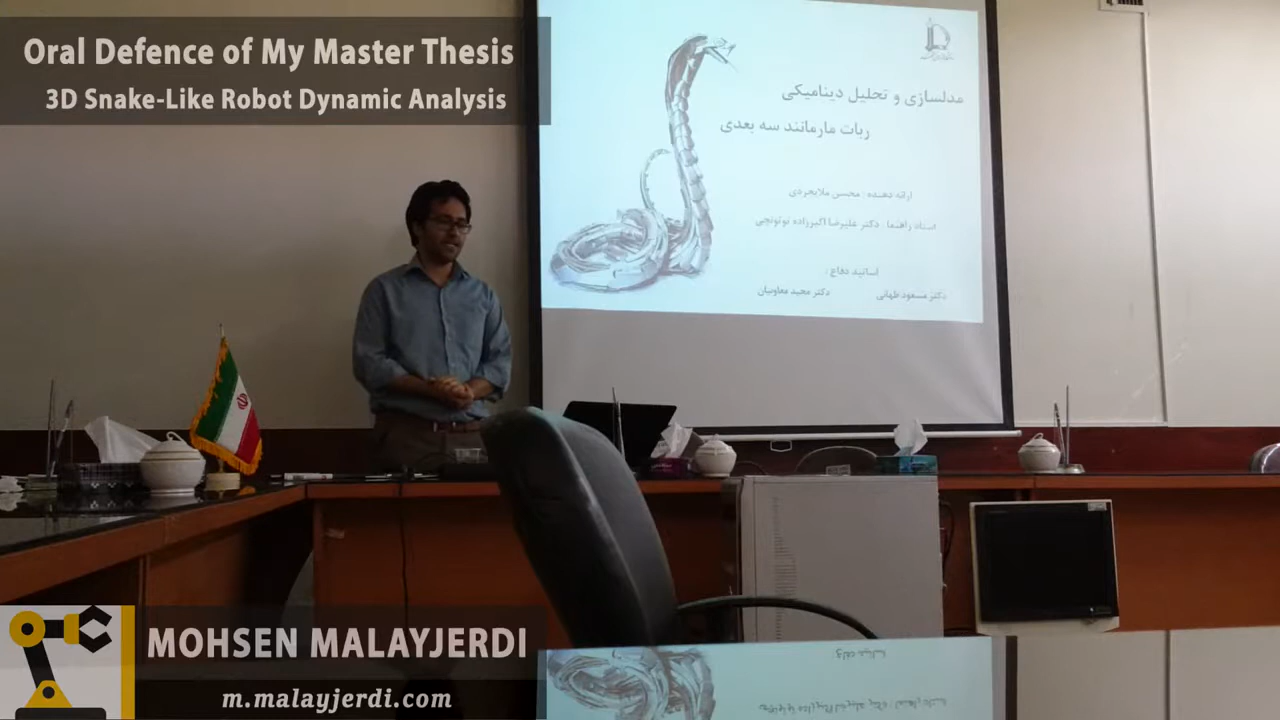 Oral Defence of My Master Thesis
3D Snake-Like Robot Dynamic Analysis
مدلسازی و تحلیل دینامیکی
ربات مارمانند سه بعدی
ارائه دهنده : محسن ملایجردی
استاد راهنما : دکتر علیرضا اکبرزاده توتونچی
اساتید دفاع :
دکتر مسعود طهانی دکتر مجید معاونیان
MOHSEN MALAYJERDI
m.malayjerdi.com